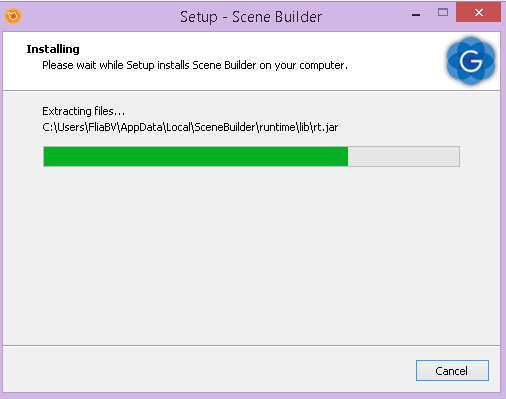 Setup - Scene Builder
Installing
Please wait while Setup installs Scene Builder on your computer.
G
Extracting files...
C:\Users\FliaBV\AppData\Local\SceneBuilder\runtime\lib\rt.jar
Cancel